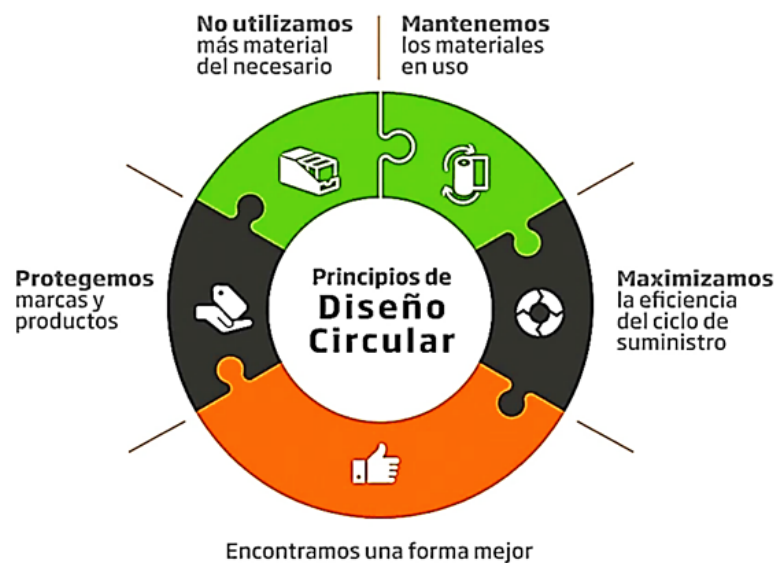 No utilizamos
más material
del necesario
Mantenemos
los materiales
en uso
Protegemos
marcas y
productos
Principios de
Diseño
Circular
Maximizamos
la eficiencia
del ciclo de
suministro
Encontramos una forma mejor